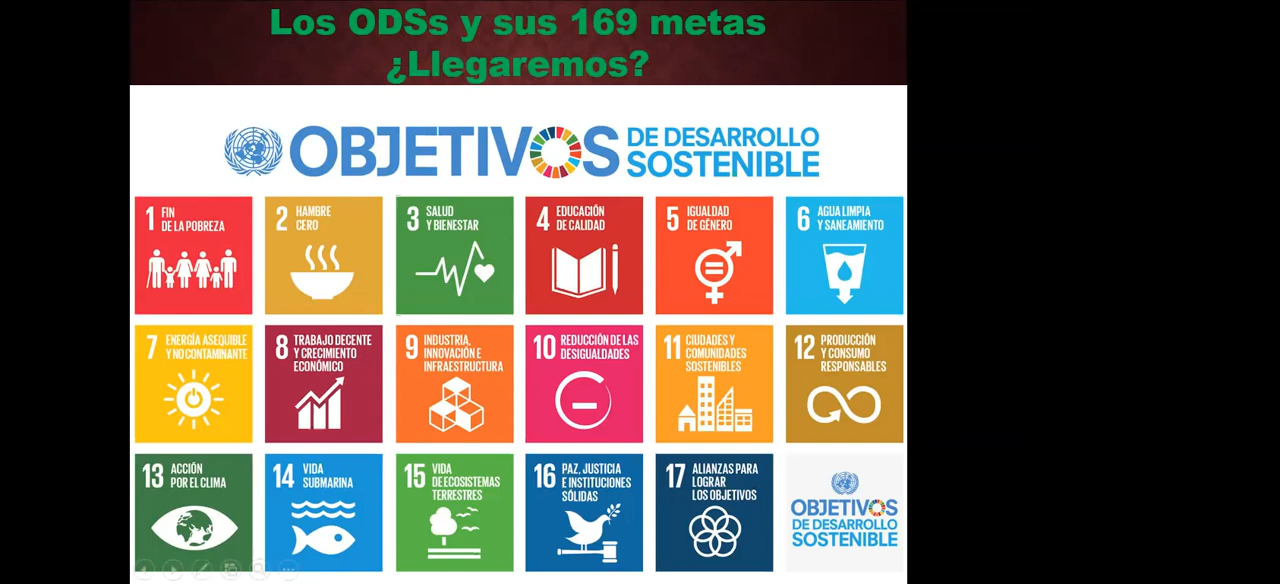 Los ODSs y sus 169 metas
¿Llegaremos?
OBJETIVOS
DE DESARROLLO
SOSTENIBLE
1 FIN
DE LA POBREZA
2 HAMBRE
CERO
3 SALUD
Y BIENESTAR
4 EDUCACIÓN
DE CALIDAD
5 IGUALDAD
DE GÉNERO
6 AGUA LIMPIA
Y SANEAMIENTO
7 ENERGÍA ASEQUIBLE
Y NO CONTAMINANTE
8 TRABAJO DECENTE
Y CRECIMIENTO
ECONÓMICO
9 INDUSTRIA,
INNOVACIÓN E
INFRAESTRUCTURA
10 REDUCCIÓN DE LAS
DESIGUALDADES
11 CIUDADES Y
COMUNIDADES
SOSTENIBLES
12 PRODUCCIÓN
Y CONSUMO
RESPONSABLES
13 ACCIÓN
POR EL CLIMA
14 VIDA
SUBMARINA
15 VIDA
DE ECOSISTEMAS
TERRESTRES
16 PAZ, JUSTICIA
E INSTITUCIONES
SÓLIDAS
17 ALIANZAS PARA
LOGRAR
LOS OBJETIVOS
OBJETIVOS
DE DESARROLLO
SOSTENIBLE